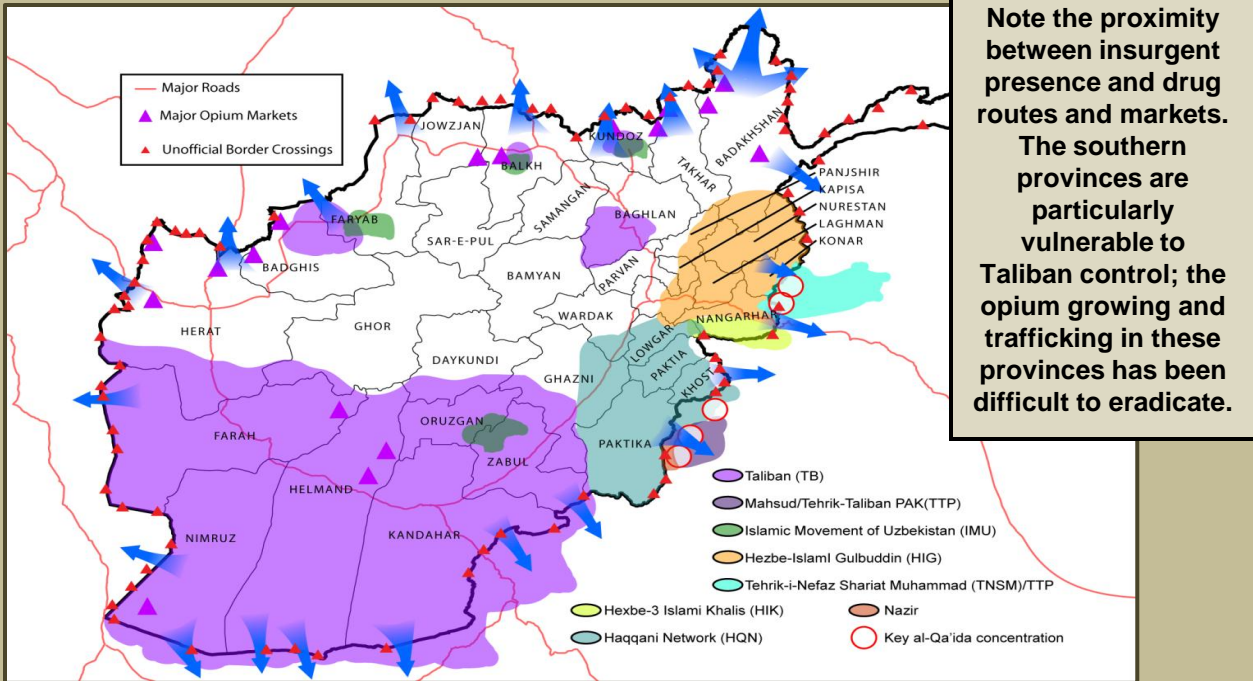 Note the proximity
between insurgent
presence and drug
routes and markets.
The southern
provinces are
particularly
vulnerable to
Taliban control; the
opium growing and
trafficking in these
provinces has been
difficult to eradicate.
Major Roads
Major Opium Markets
Unofficial Border Crossings
JOWZJAN
BALKH
KUNDOZ
TAKHAR
BADAKHSHAN
PANJSHIR
KAPISA
NURESTAN
LAGHMAN
KONAR
FARYAB
SAR-E-PUL
SAMANGAN
BAGHLAN
BADGHIS
BAMYAN
PARVAN
HERAT
GHOR
WARDAK
NANGARHAR
DAYKUNDI
LOWGAR
PAKTIA
KHOST
GHAZNI
FARAH
ORUZGAN
ZABUL
PAKTIKA
HELMAND
NIMRUZ
KANDAHAR
Taliban (TB)
Mahsud/Tehrik-Taliban PAK(TTP)
Islamic Movement of Uzbekistan (IMU)
Hezbe-IslamI Gulbuddin (HIG)
Tehrik-i-Nefaz Shariat Muhammad (TNSM)/TTP
Hexbe-3 Islami Khalis (HIK)
Nazir
Haqqani Network (HQN)
Key al-Qa'ida concentration